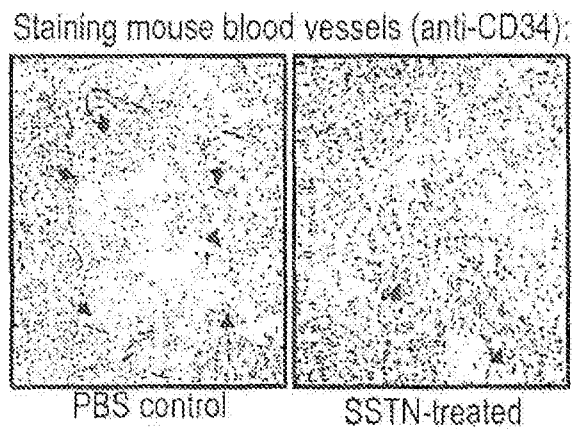 Staining mouse blood vessels (anti-CD34):
PBS control
SSTN-treated